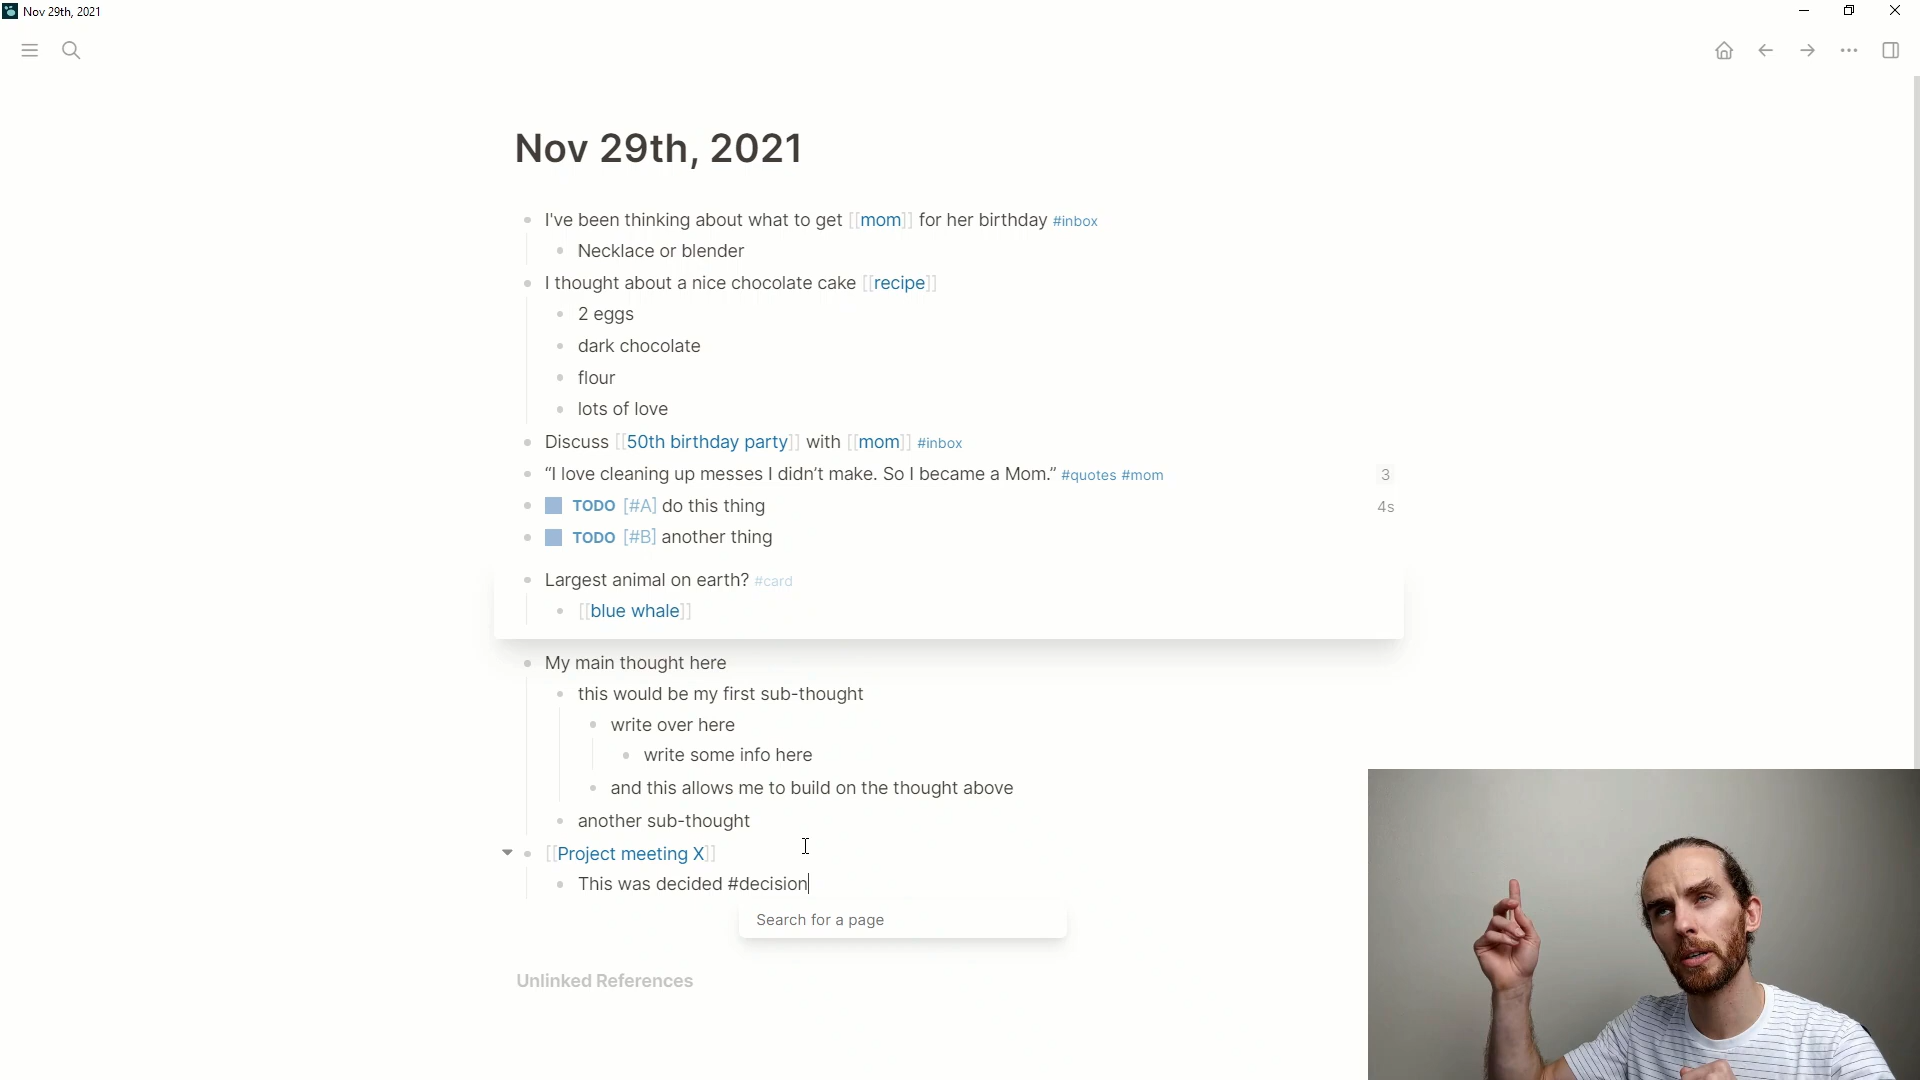 Nov 29th, 2021
Nov 29th, 2021
I've been thinking about what to get [[mom]] for her birthday #inbox
Necklace or blender
I thought about a nice chocolate cake [[recipe]]
2 eggs
dark chocolate
flour
lots of love
Discuss [[50th birthday party]] with [[mom]] #inbox
“I love cleaning up messes I didn’t make. So I became a Mom.” #quotes #mom 3
TODO [#A] do this thing 4s
TODO [#B] another thing
Largest animal on earth? #card
[[blue whale]]
My main thought here
this would be my first sub-thought
write over here
write some info here
and this allows me to build on the thought above
another sub-thought
[[Project meeting X]]
This was decided #decision
Search for a page
Unlinked References